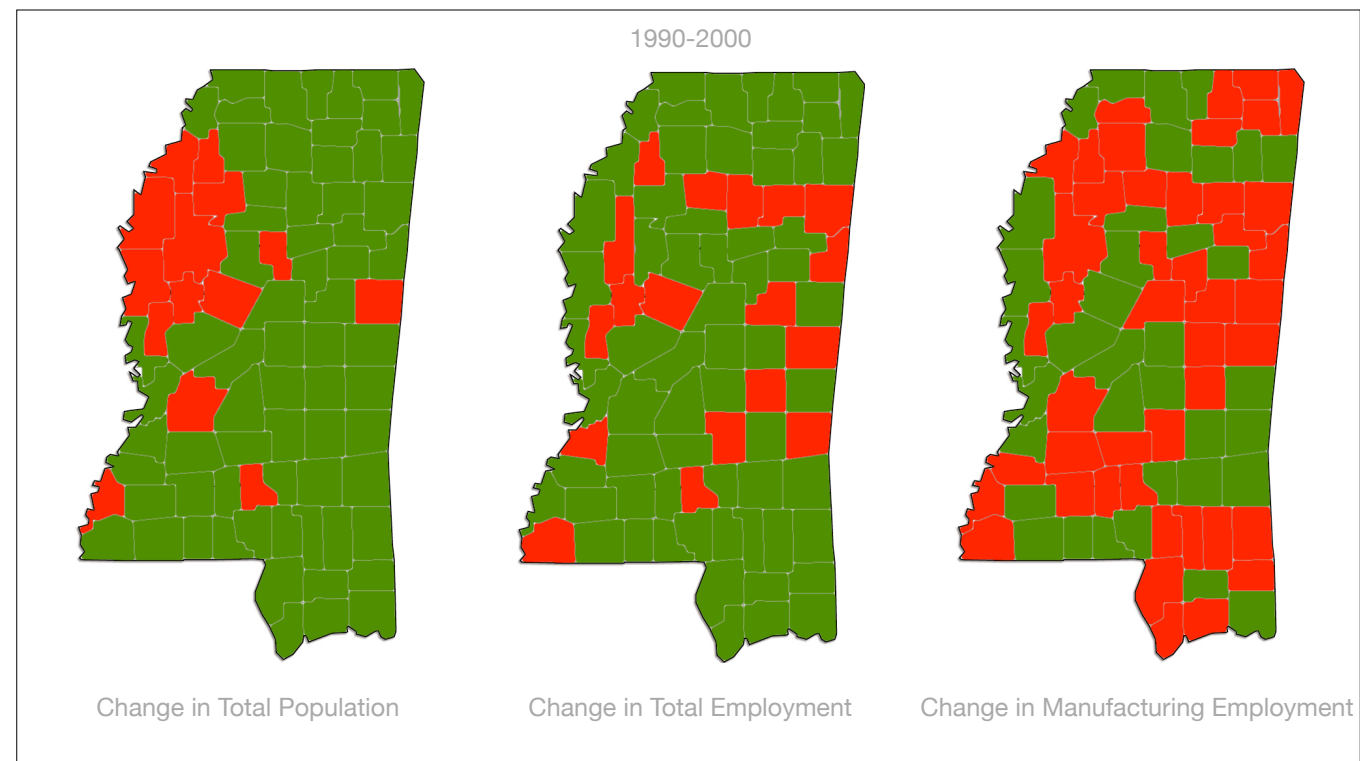 1990-2000
Change in Total Population
Change in Total Employment
Change in Manufacturing Employment